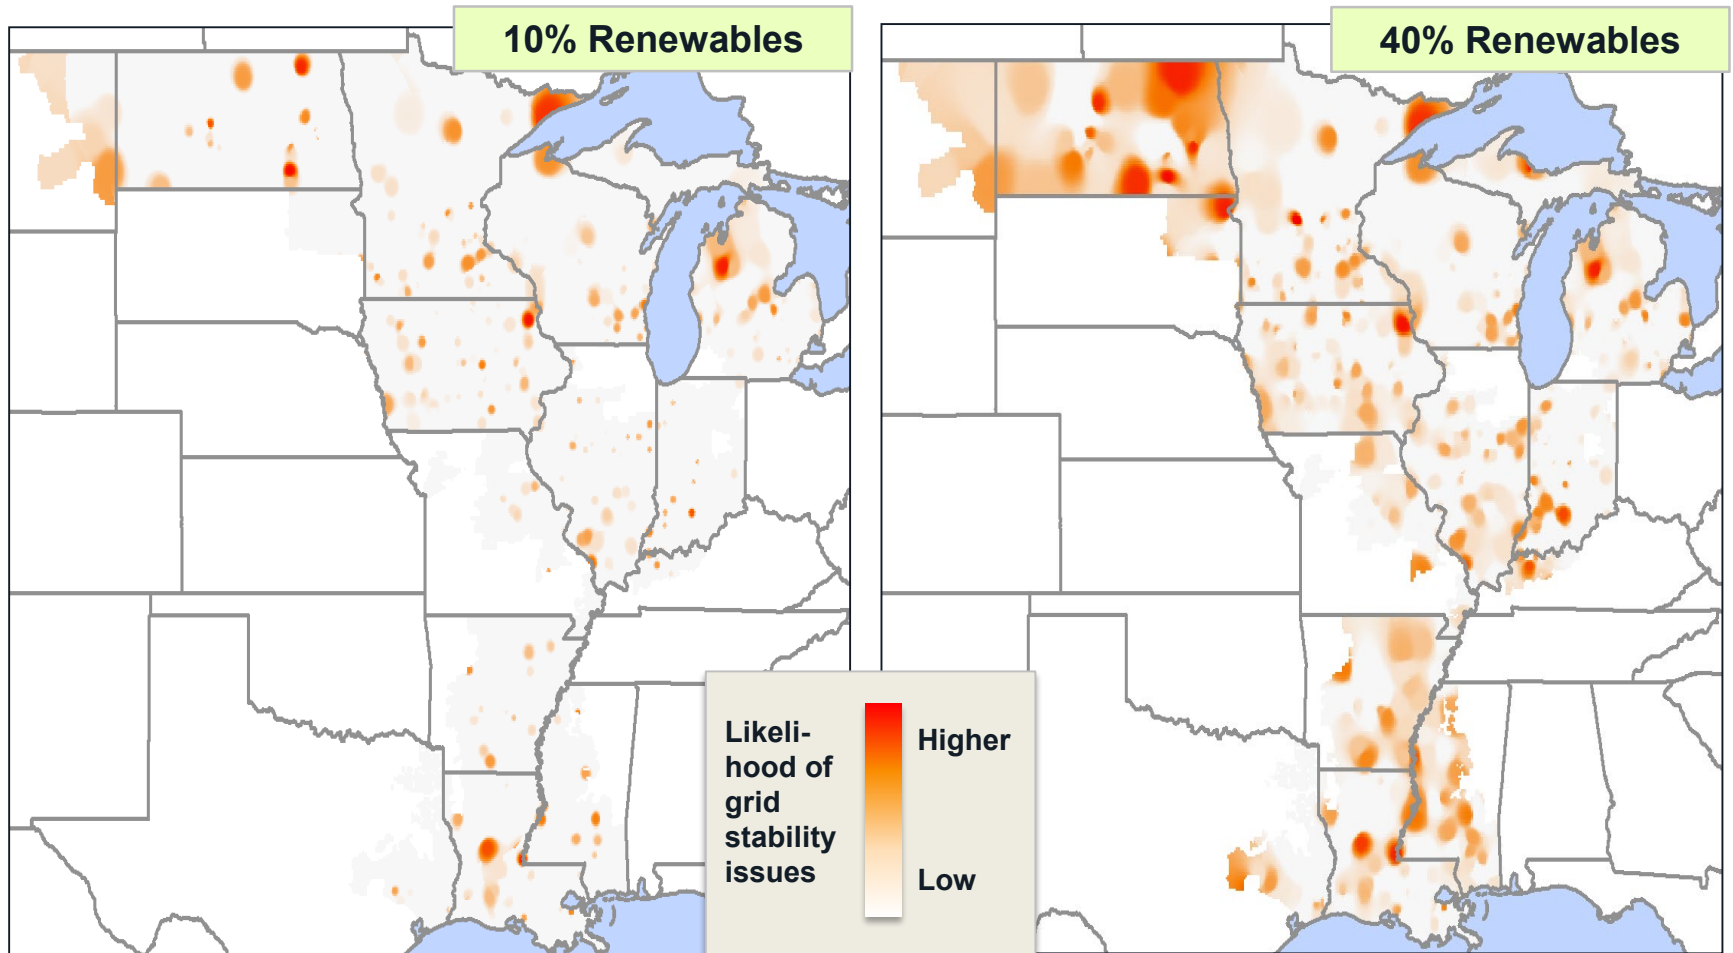 10% Renewables
40% Renewables
Likeli-
hood of
grid
stability
issues
Higher
Low